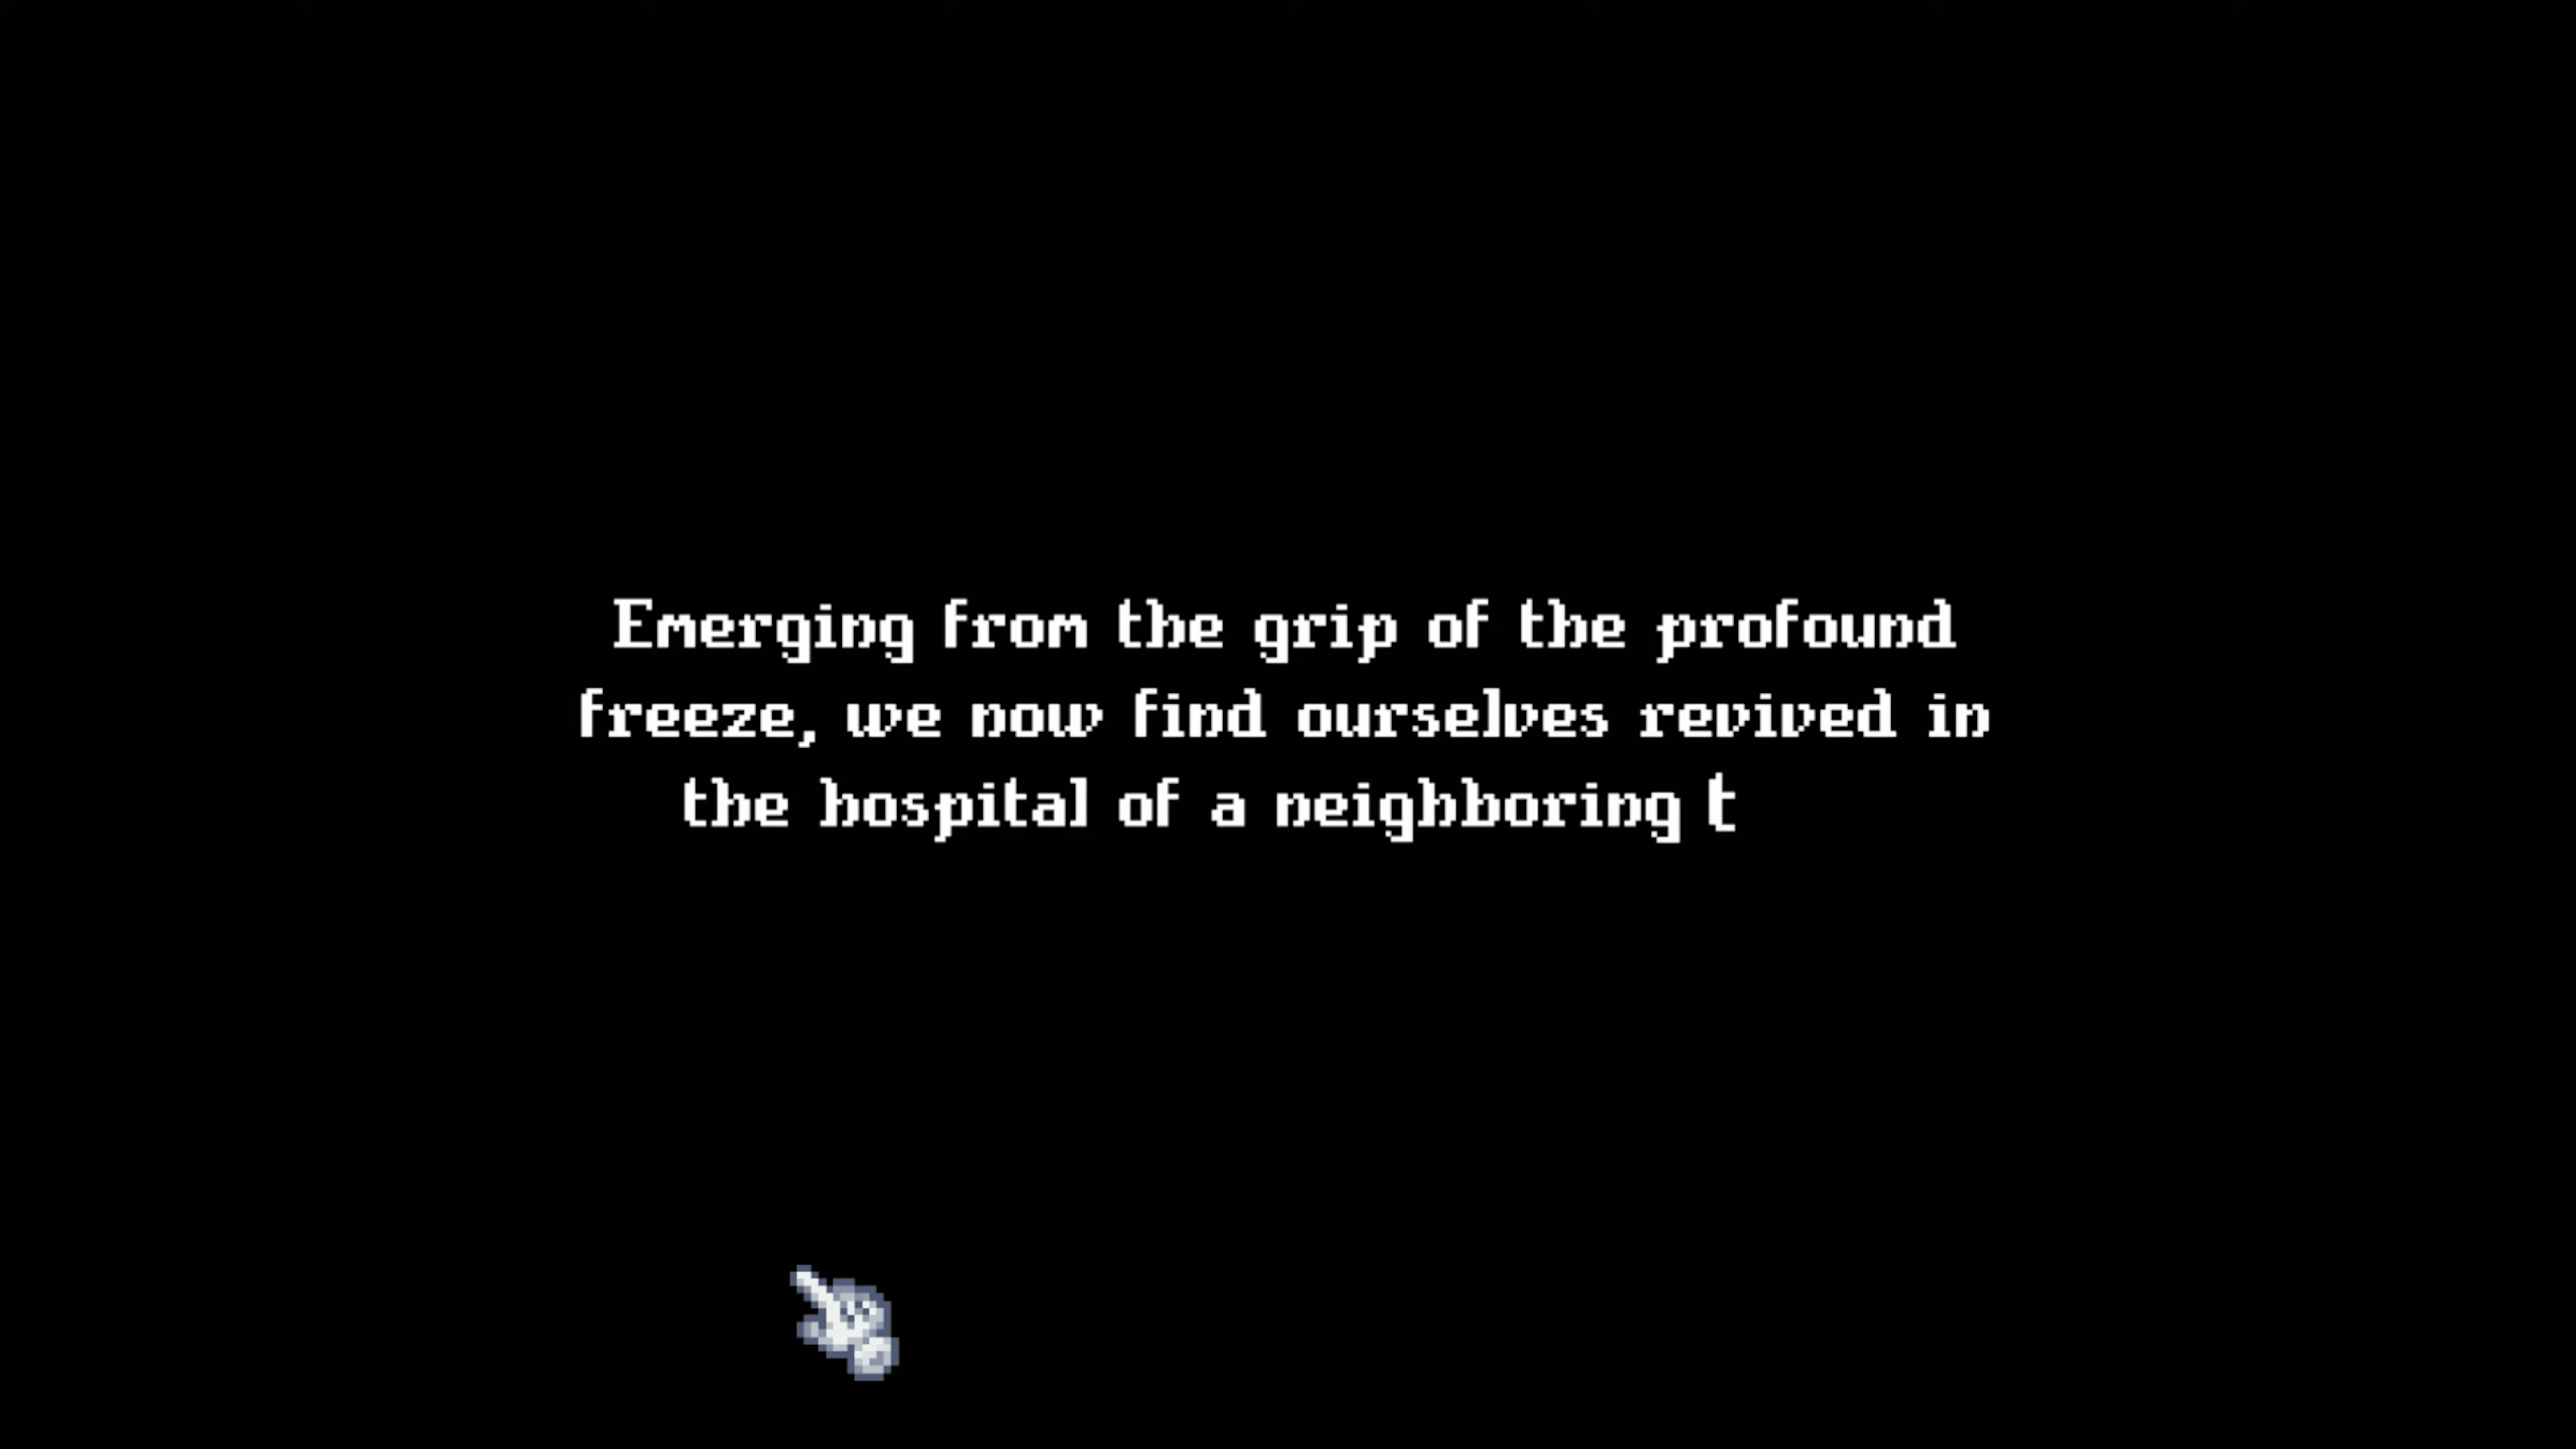 Emerging from the grip of the profound
freeze, we now find ourselves revived in
the hospital of a neighboring t